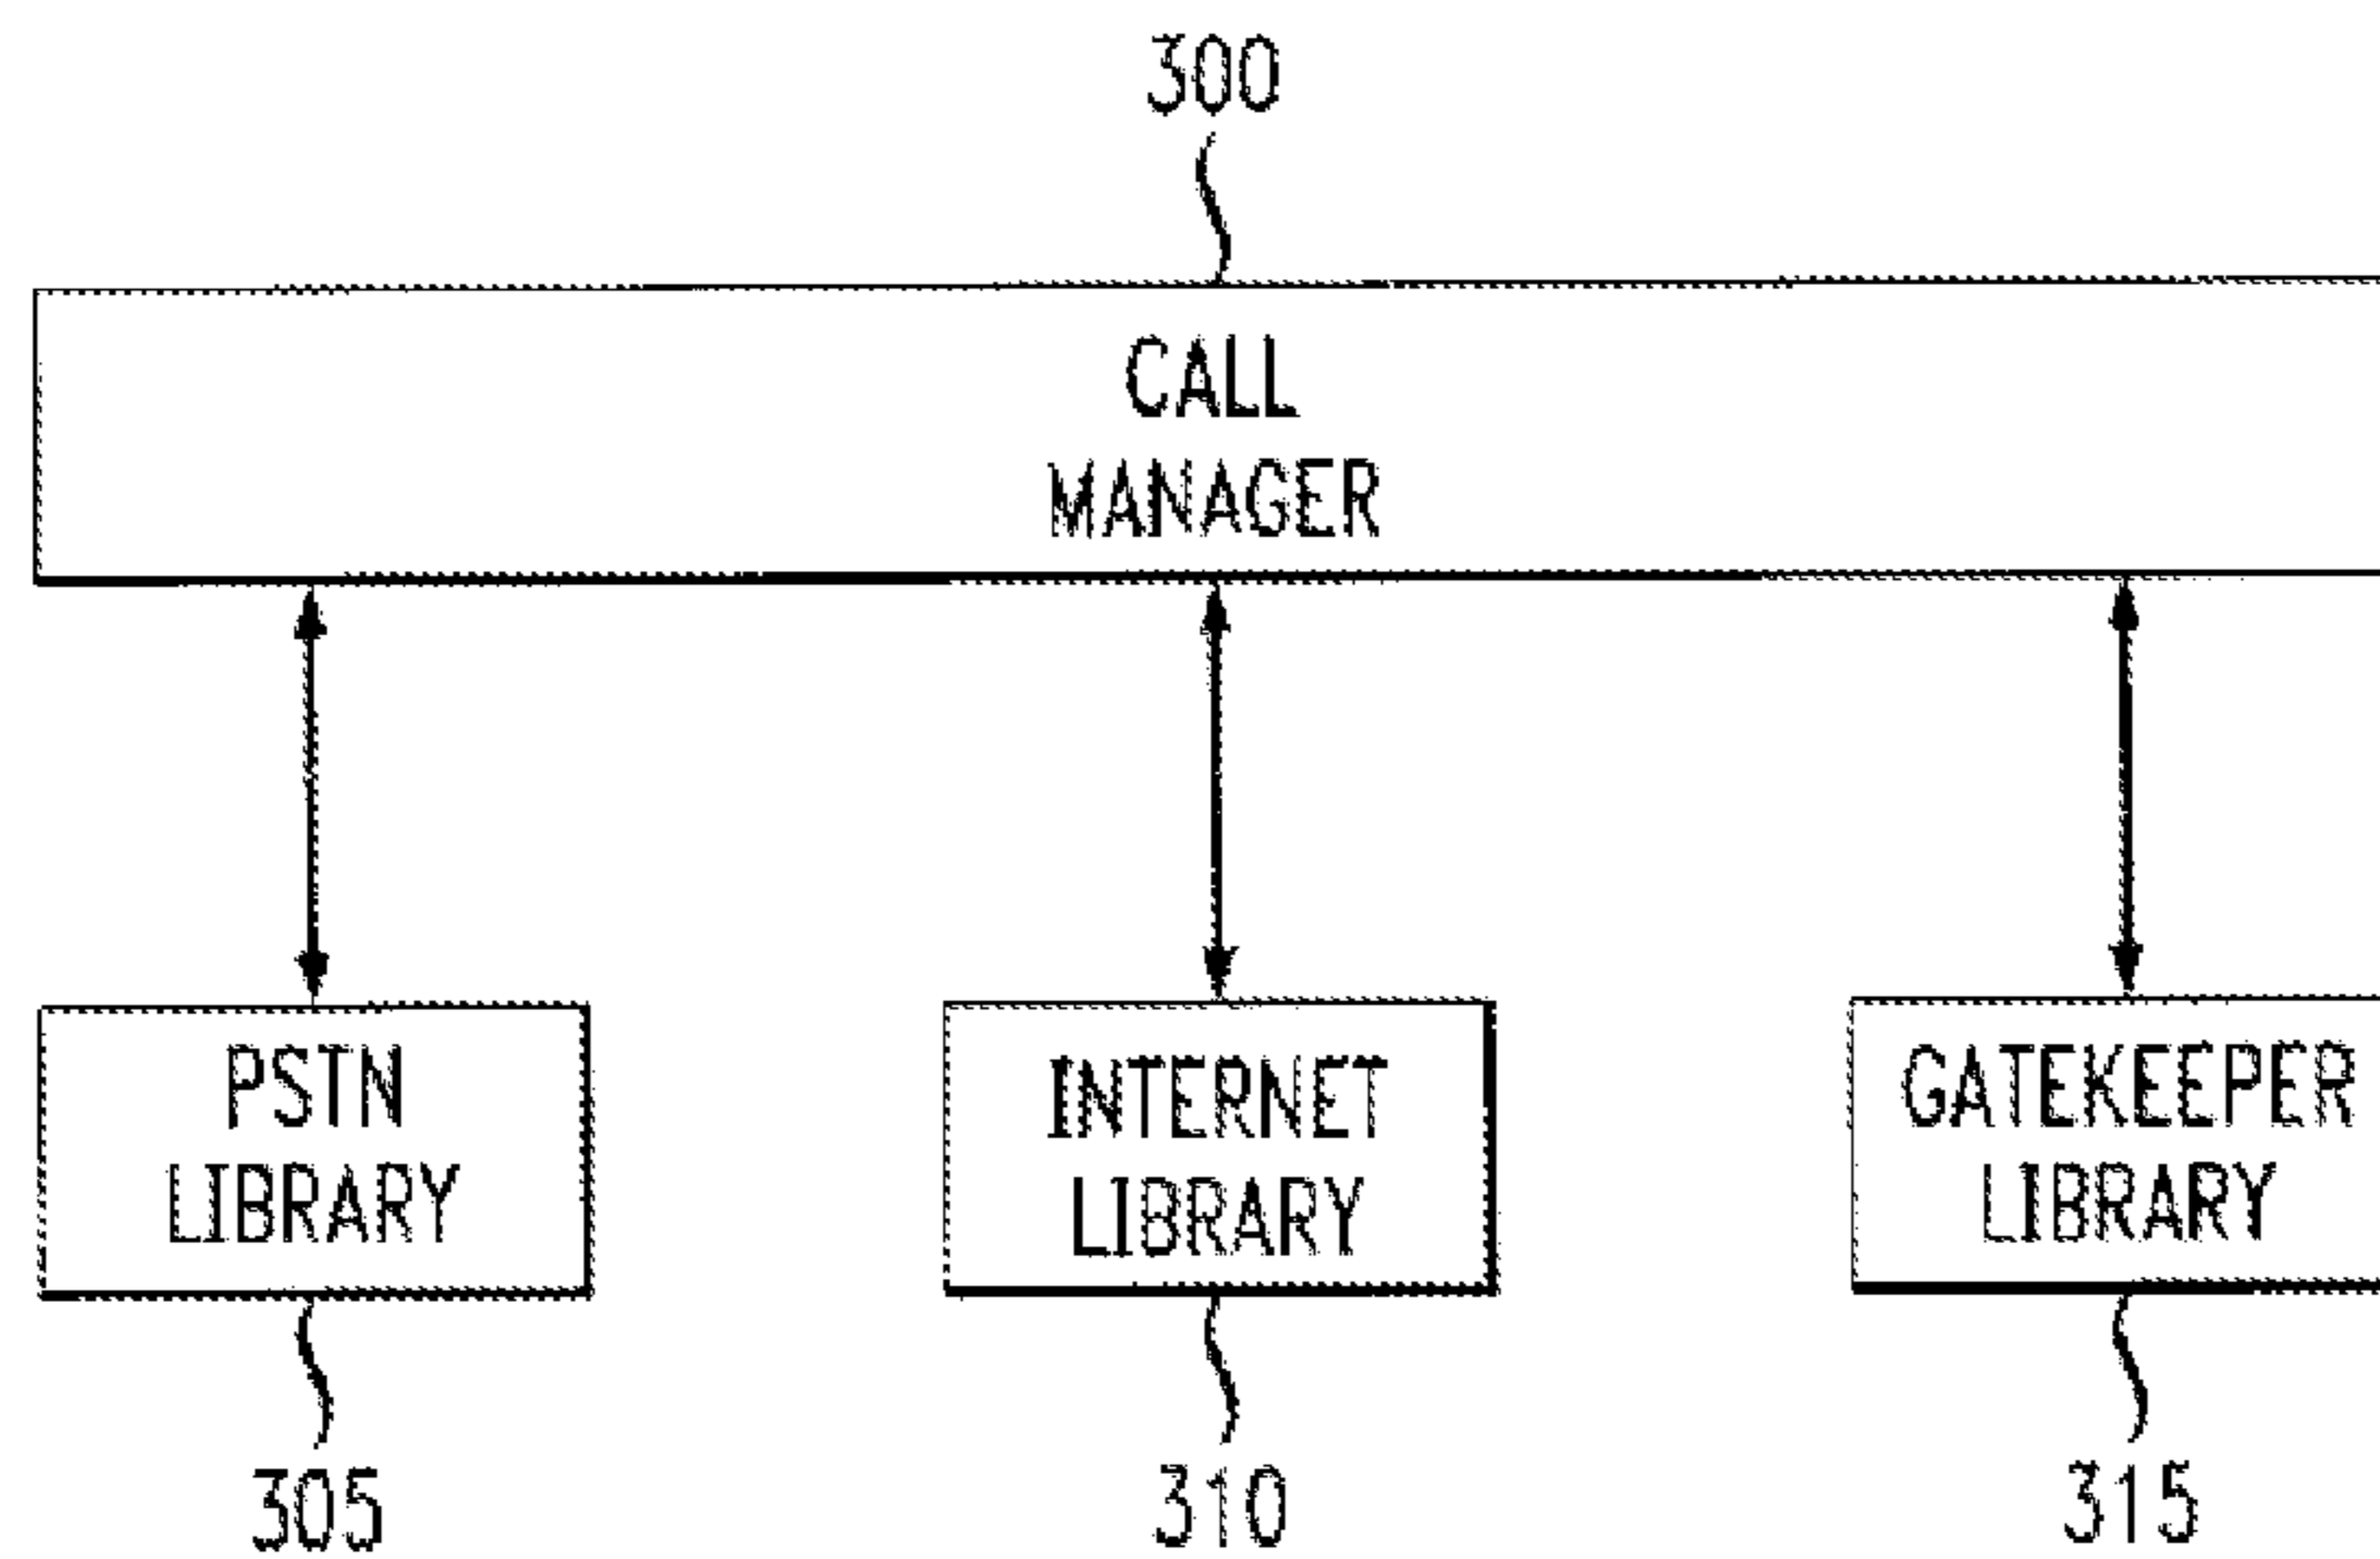 300
CALL
MANAGER
PSTN
LIBRARY
INTERNET
LIBRARY
GATEKEEPER
LIBRARY
305
310
315